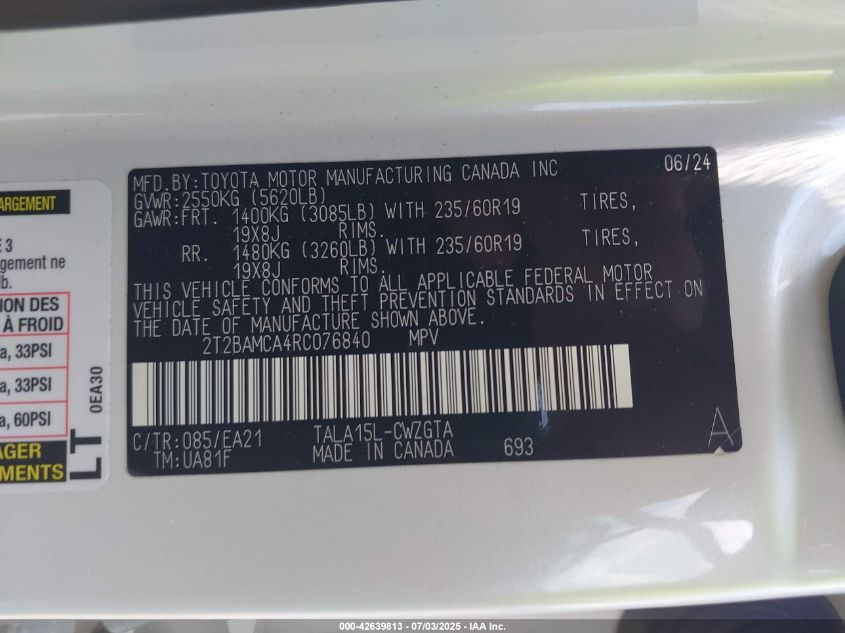 ARGEMENT
E 3
gement ne
b.
ION DES
À FROID
a, 33PSI
a, 33PSI
a, 60PSI
AGER
EMENTS
LT
0EA30
MFD.BY:TOYOTA MOTOR MANUFACTURING CANADA INC 06/24
GVWR:2550KG (5620LB)
GAWR:FRT. 1400KG (3085LB) WITH 235/60R19 TIRES,
19X8J RIMS.
RR. 1480KG (3260LB) WITH 235/60R19 TIRES,
19X8J RIMS.
THIS VEHICLE CONFORMS TO ALL APPLICABLE FEDERAL MOTOR
VEHICLE SAFETY AND THEFT PREVENTION STANDARDS IN EFFECT ON
THE DATE OF MANUFACTURE SHOWN ABOVE.
2T2BAMCA4RC076840 MPV
C/TR:085/EA21 TALA15L-CWZGTA
TM:UA81F MADE IN CANADA 693 A
000-42639813 - 07/03/2025 - IAA Inc.